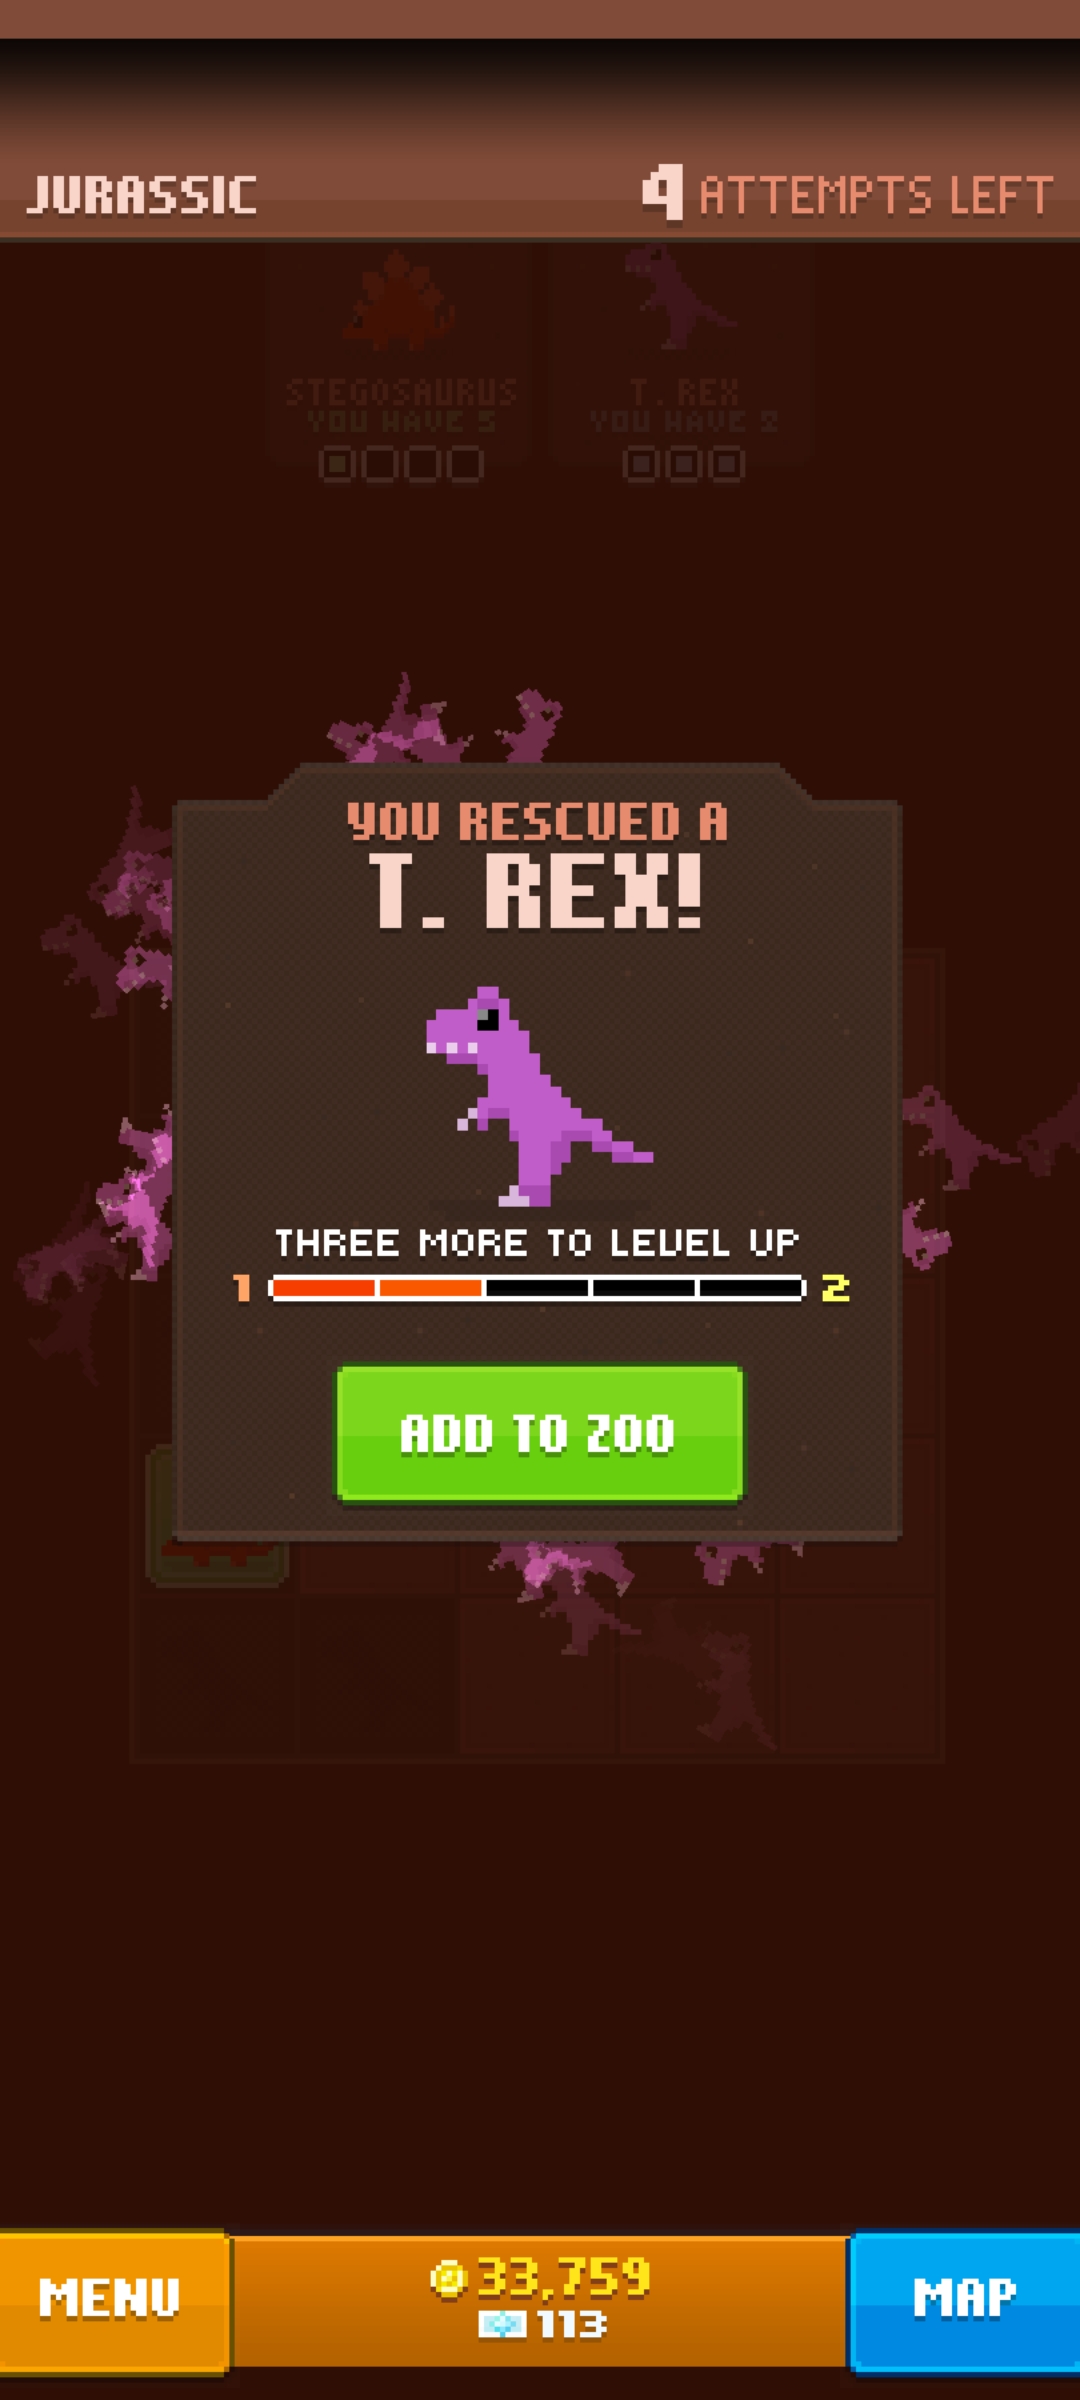 JURASSIC
4 ATTEMPTS LEFT
STEGOSAURUS
YOU HAVE 5
T. REX
YOU HAVE 2
YOU RESCUED A
T. REX!
THREE MORE TO LEVEL UP
1 2
ADD TO ZOO
MENU
33,759
113
MAP